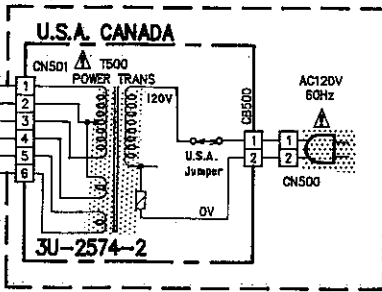 U.S.A. CANADA
CN501 T500
POWER TRANS
AC120V
60Hz
120V
CB500
1
2
3
4
5
6
1
2
1
2
U.S.A.
Jumper
CN500
0V
3U-2574-2